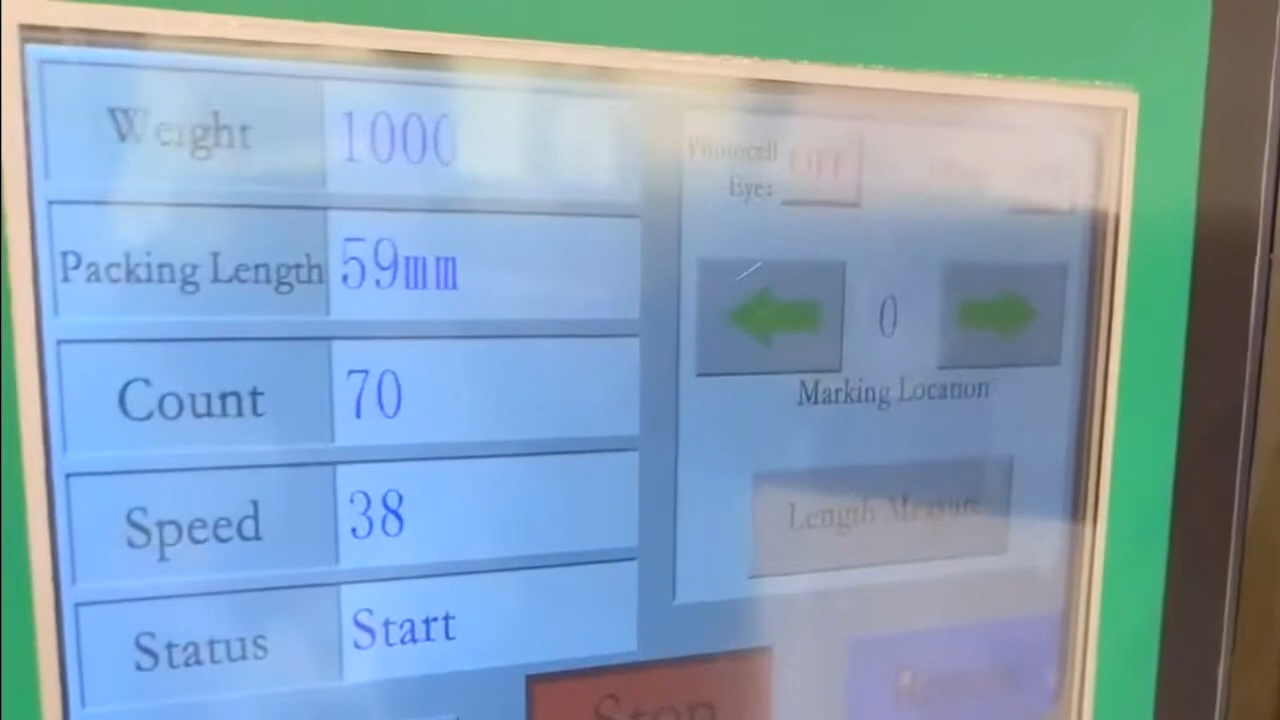 Weight 1000
Packing Length 59mm
Count 70
Speed 38
Status Start
Photocell
Eye: OFF
0
Marking Location
Length Measure
Stop